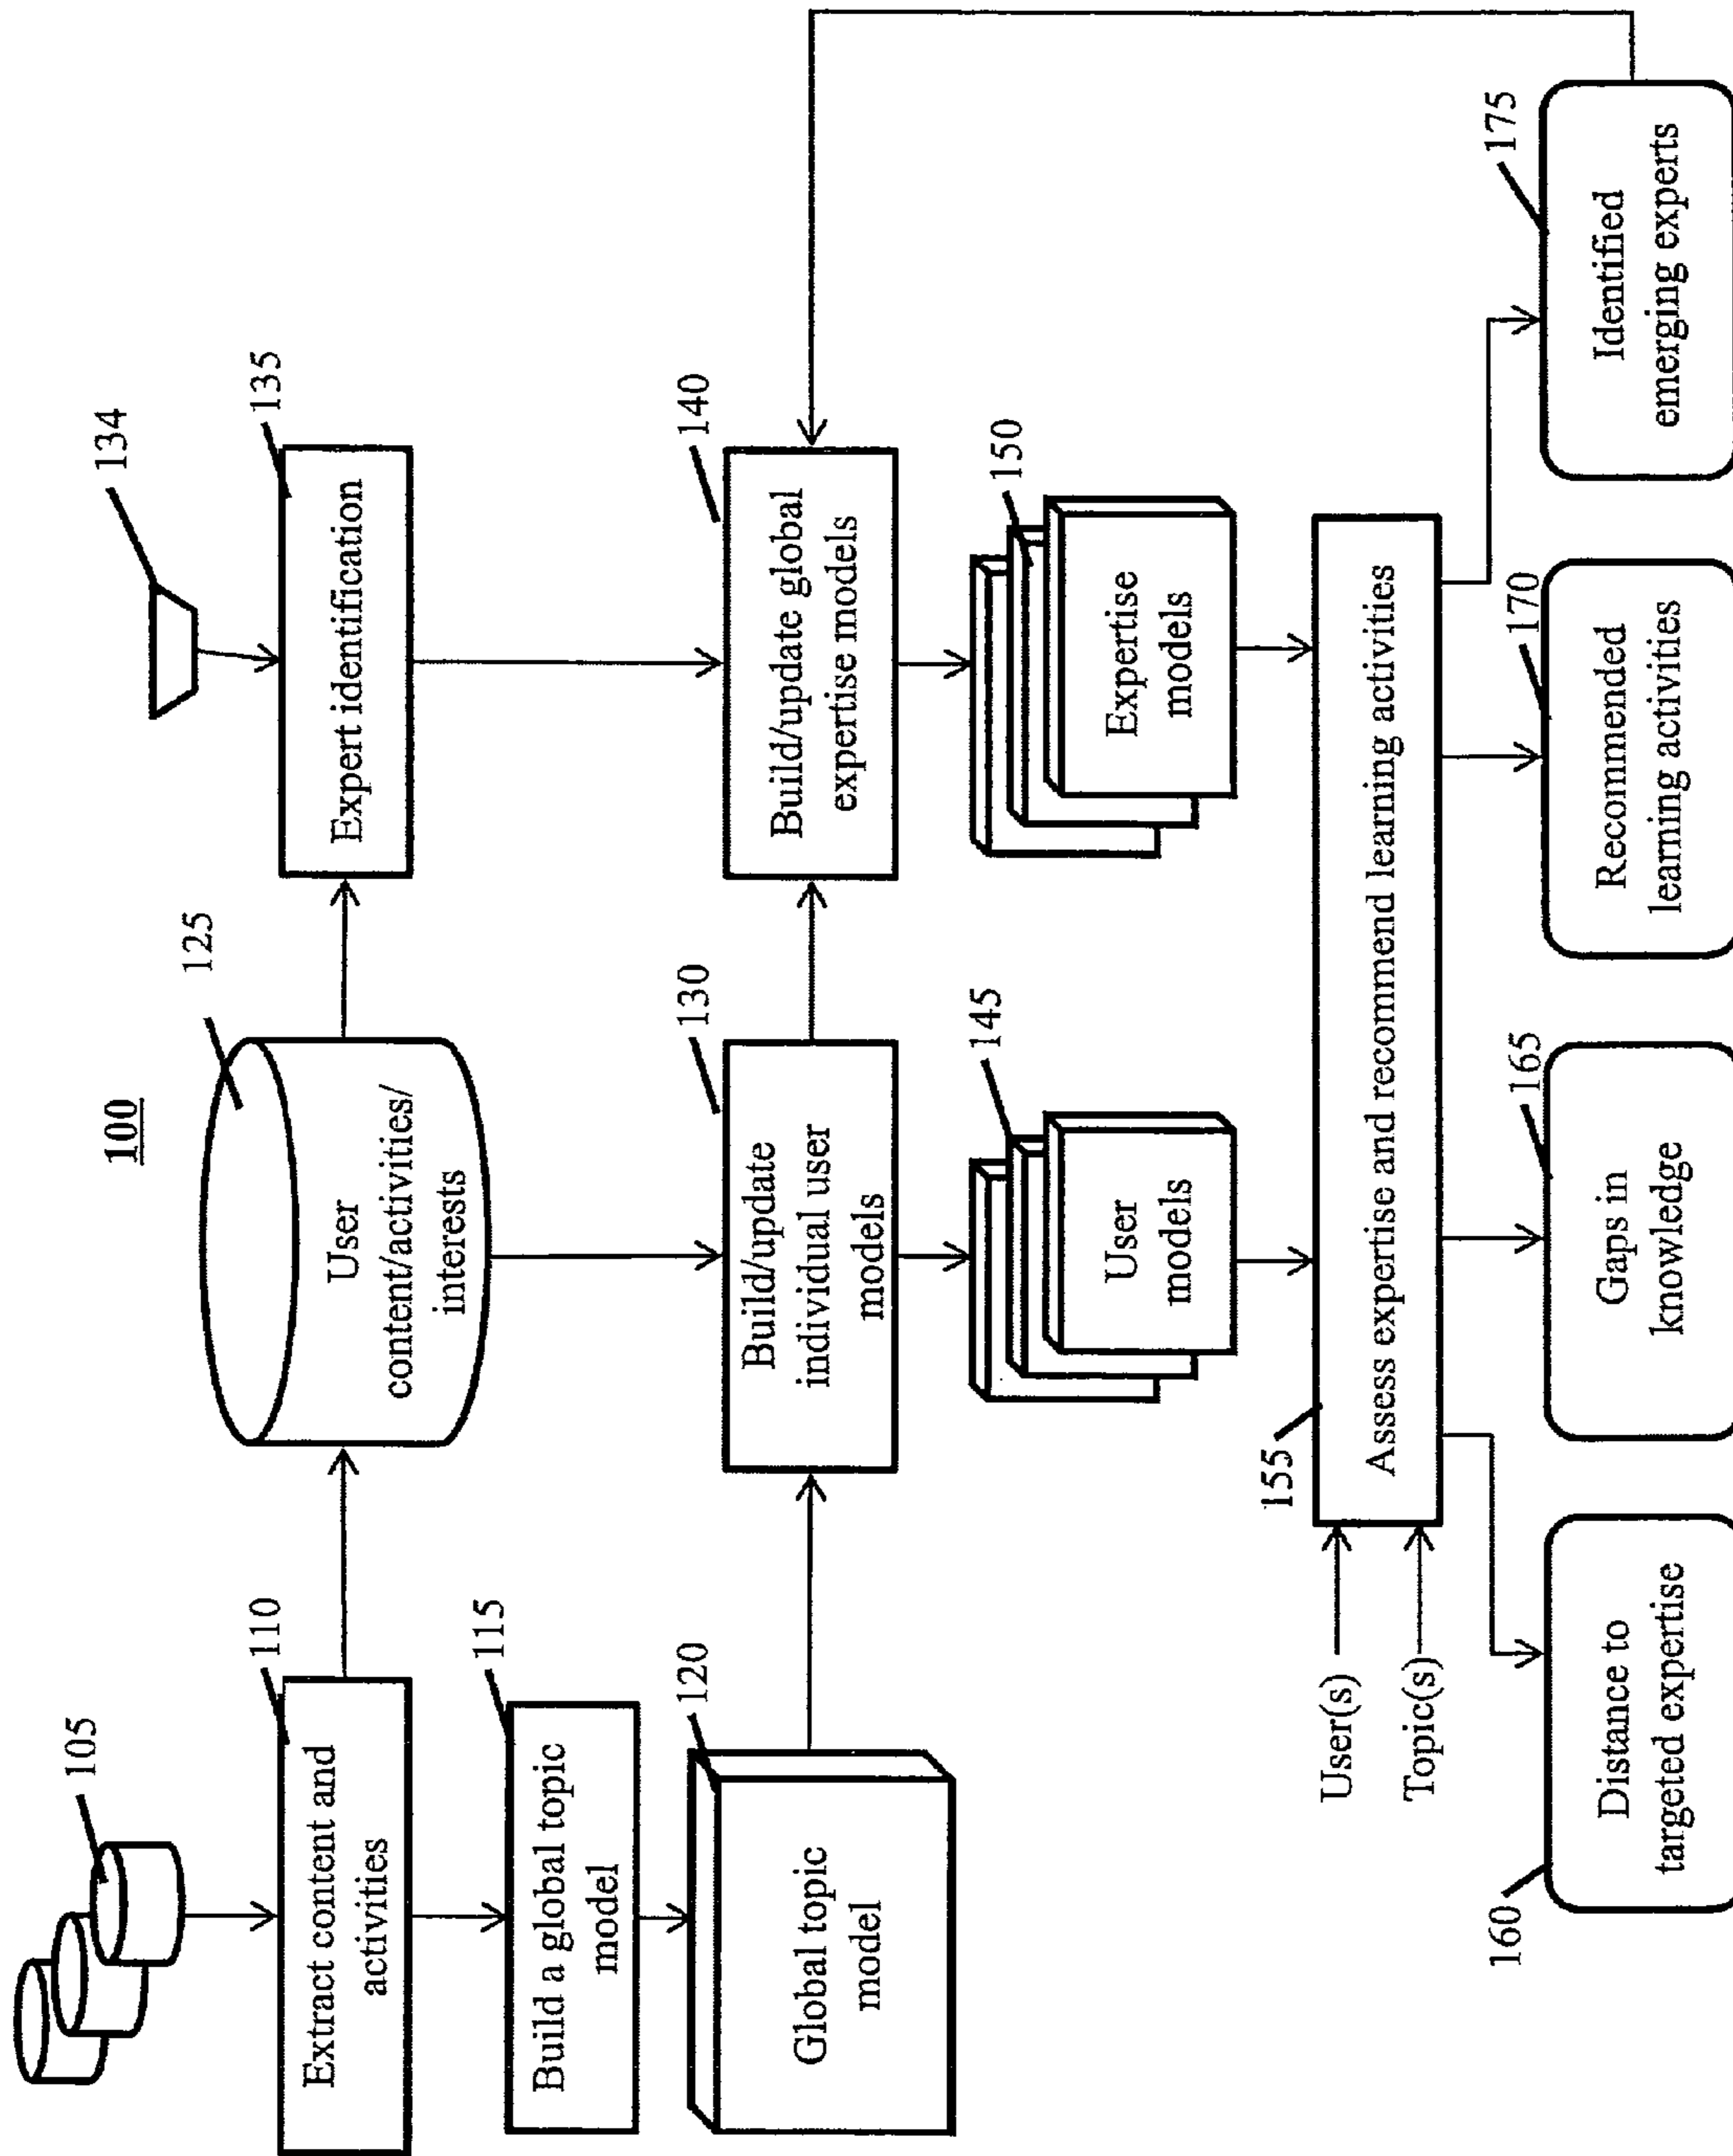 100
105
110
Extract content and
activities
115
Build a global topic
model
120
Global topic
model
125
User
content/activities/
interests
130
Build/update
individual user
models
145
User
models
134
135
Expert identification
140
Build/update global
expertise models
150
Expertise
models
User(s)
Topic(s)
155
Assess expertise and recommend learning activities
160
Distance to
targeted expertise
165
Gaps in
knowledge
170
Recommended
learning activities
175
Identified
emerging experts